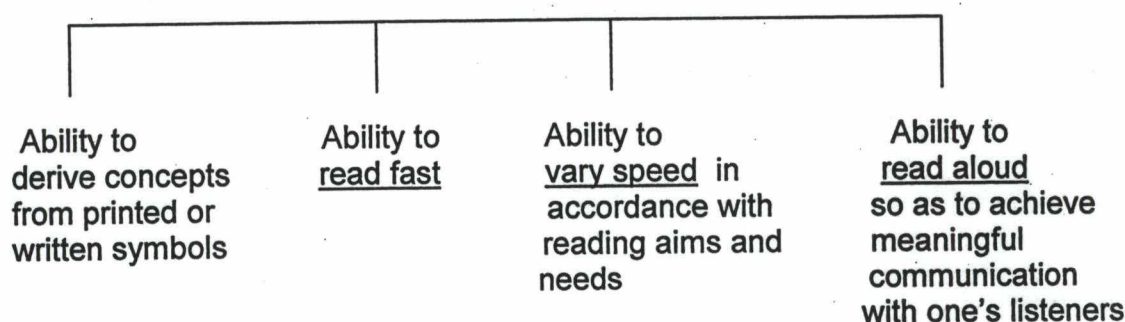 Ability to
derive concepts
from printed or
written symbols
Ability to
read fast
Ability to
vary speed in
accordance with
reading aims and
needs
Ability to
read aloud
so as to achieve
meaningful
communication
with one's listeners